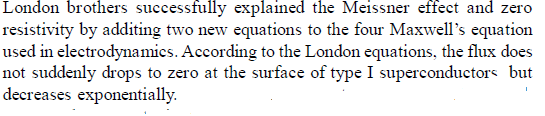 London brothers successfully explained the Meissner effect and zero
resistivity by additing two new equations to the four Maxwell’s equation
used in electrodynamics. According to the London equations, the flux does
not suddenly drops to zero at the surface of type I superconductors but
decreases exponentially.